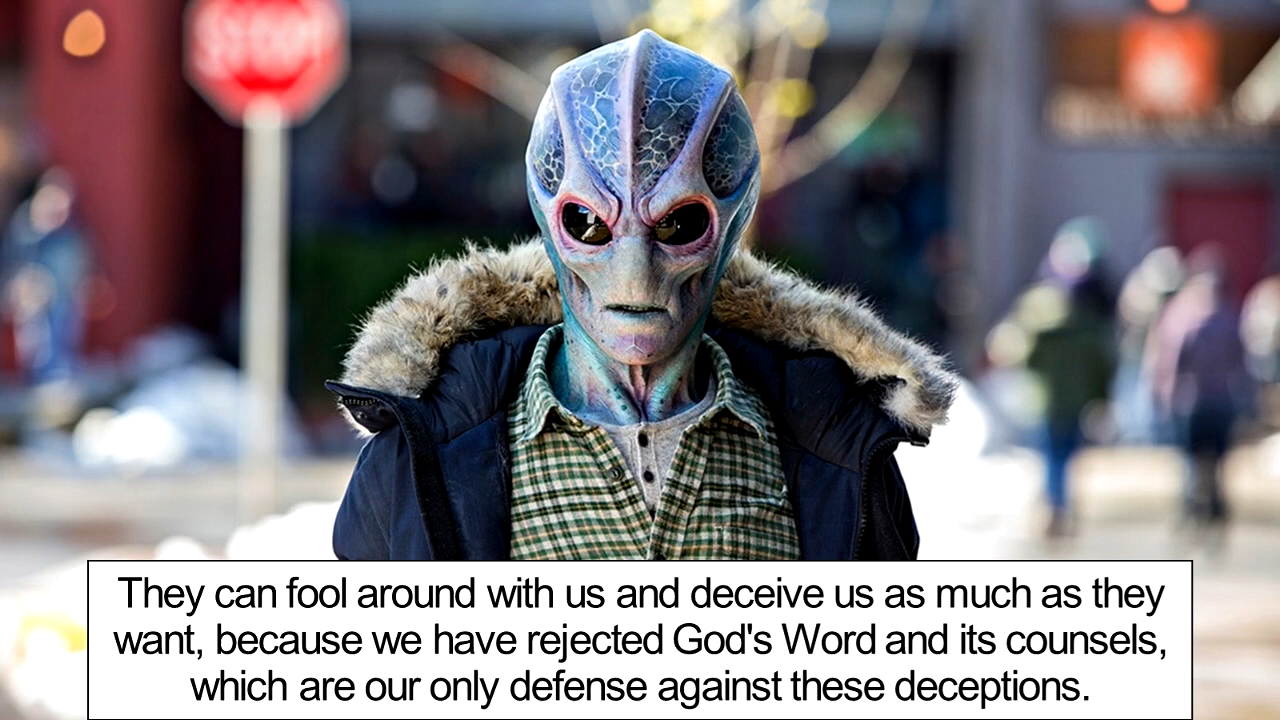 STOP
They can fool around with us and deceive us as much as they
want, because we have rejected God's Word and its counsels,
which are our only defense against these deceptions.